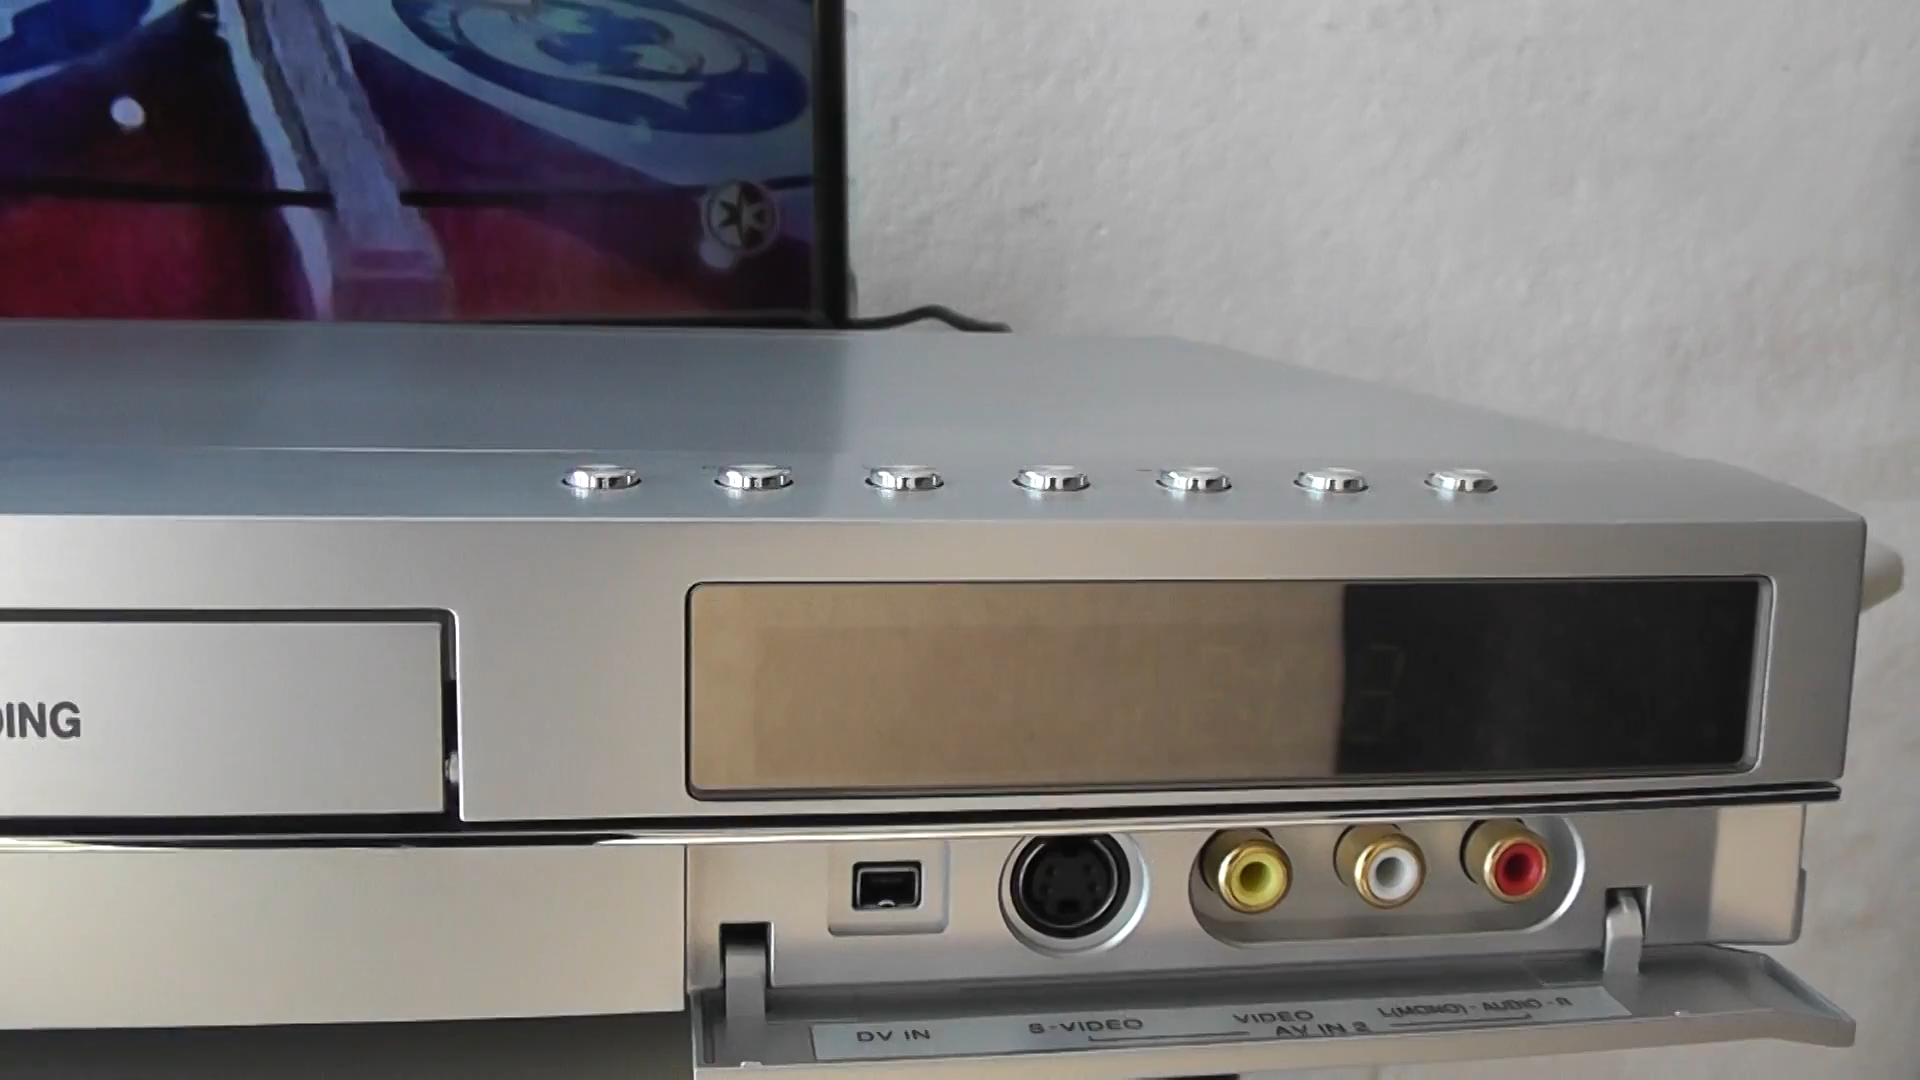 DING
DV IN
S-VIDEO
VIDEO
L(MONO) - AUDIO - R
AV IN 2